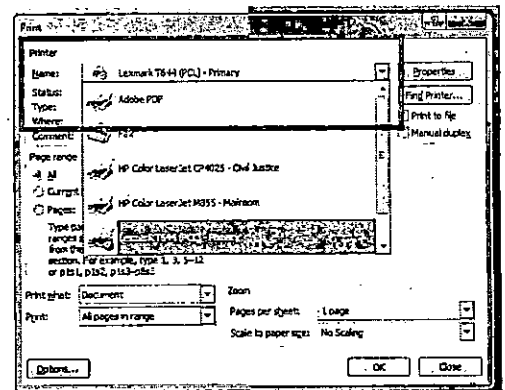 Print
Printer
Name: Lexmark T644 (PCL) - Primary
Properties
Status:
Adobe PDF
Find Printer...
Type:
Where:
Print to file
Comment:
Fax
Manual duplex
Page range
All
HP Color LaserJet CP4025 - Civil Justice
Current
HP Color LaserJet M855 - Mainroom
Pages:
Type
ranges
from the
section. For example, type 1, 3, 5–12
or p1s1, p1s2, p1s3–p8s3
Print what: Document
Zoom
Print: All pages in range
Pages per sheet: 1 page
Scale to paper size: No Scaling
Options...
OK
Close